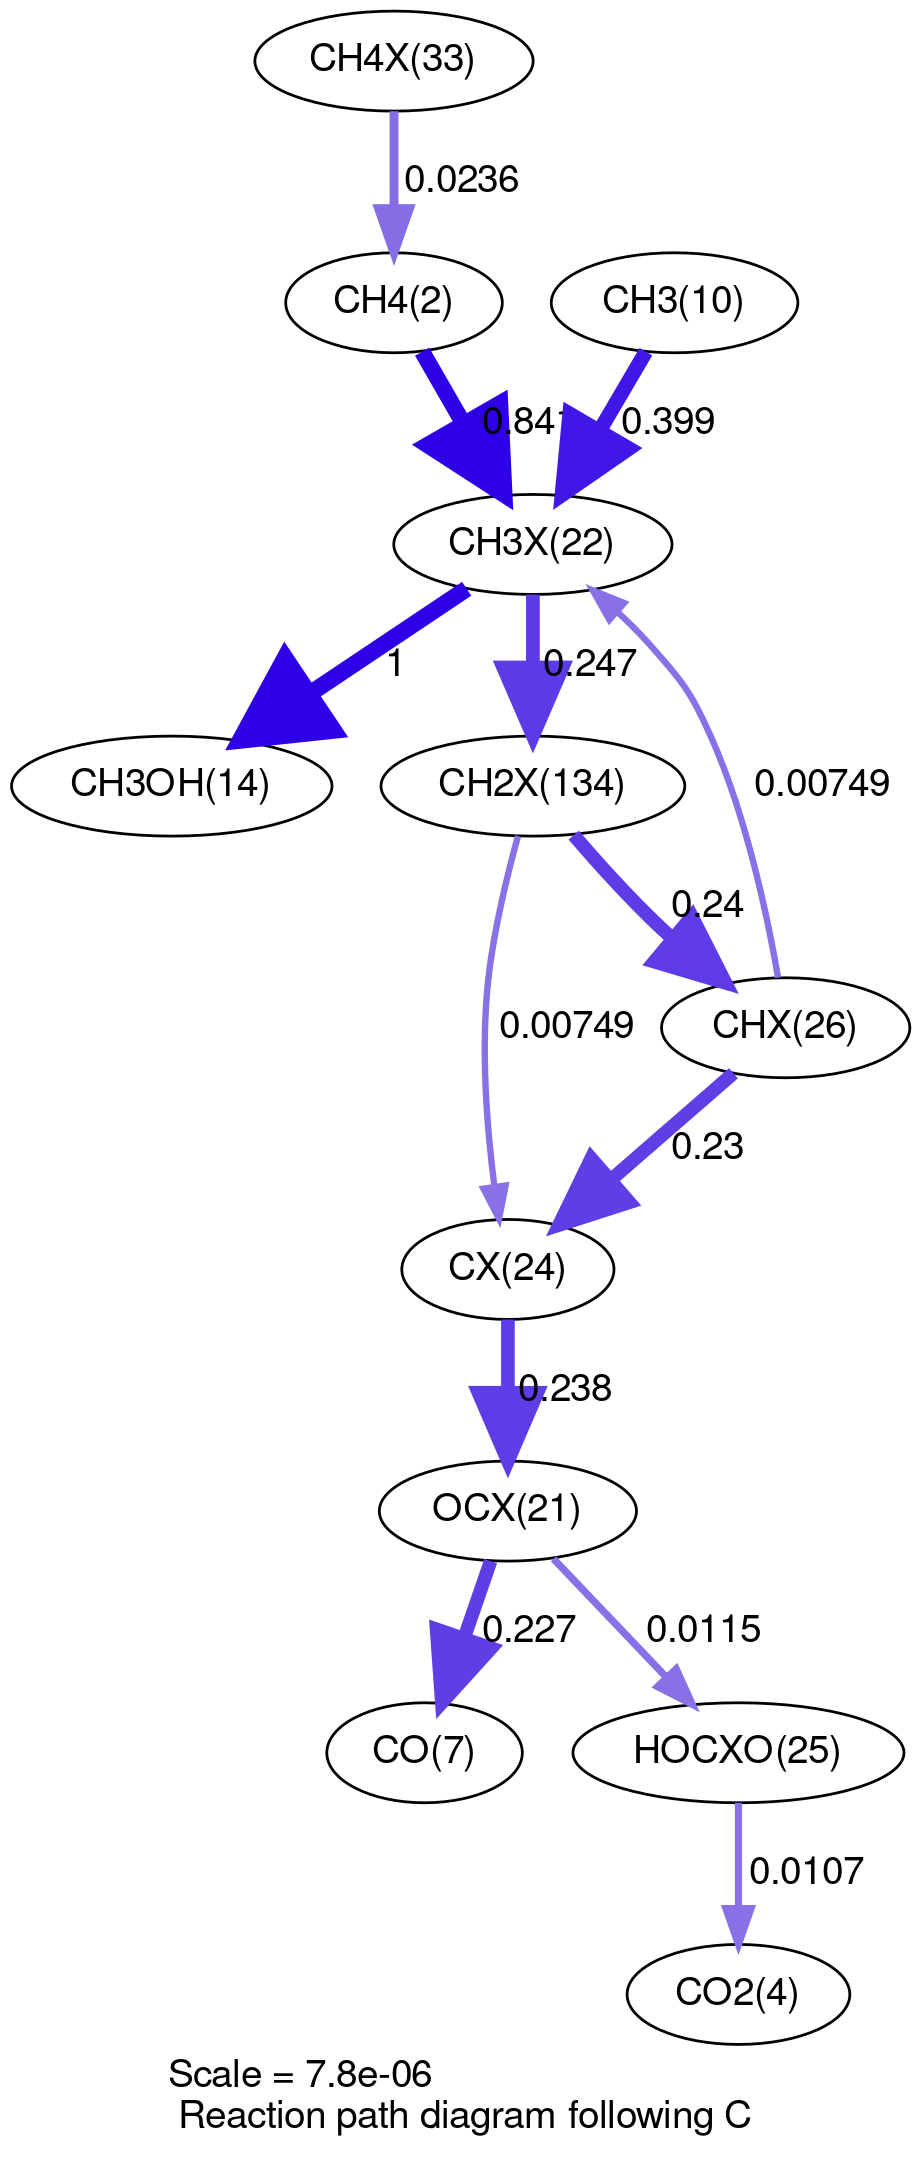 CH4X(33)
0.0236
CH4(2)
CH3(10)
0.841
0.399
CH3X(22)
1
0.247
CH3OH(14)
CH2X(134)
0.00749
0.24
0.00749
CHX(26)
0.23
CX(24)
0.238
OCX(21)
0.227
0.0115
CO(7)
HOCXO(25)
0.0107
CO2(4)
Scale = 7.8e-06
Reaction path diagram following C